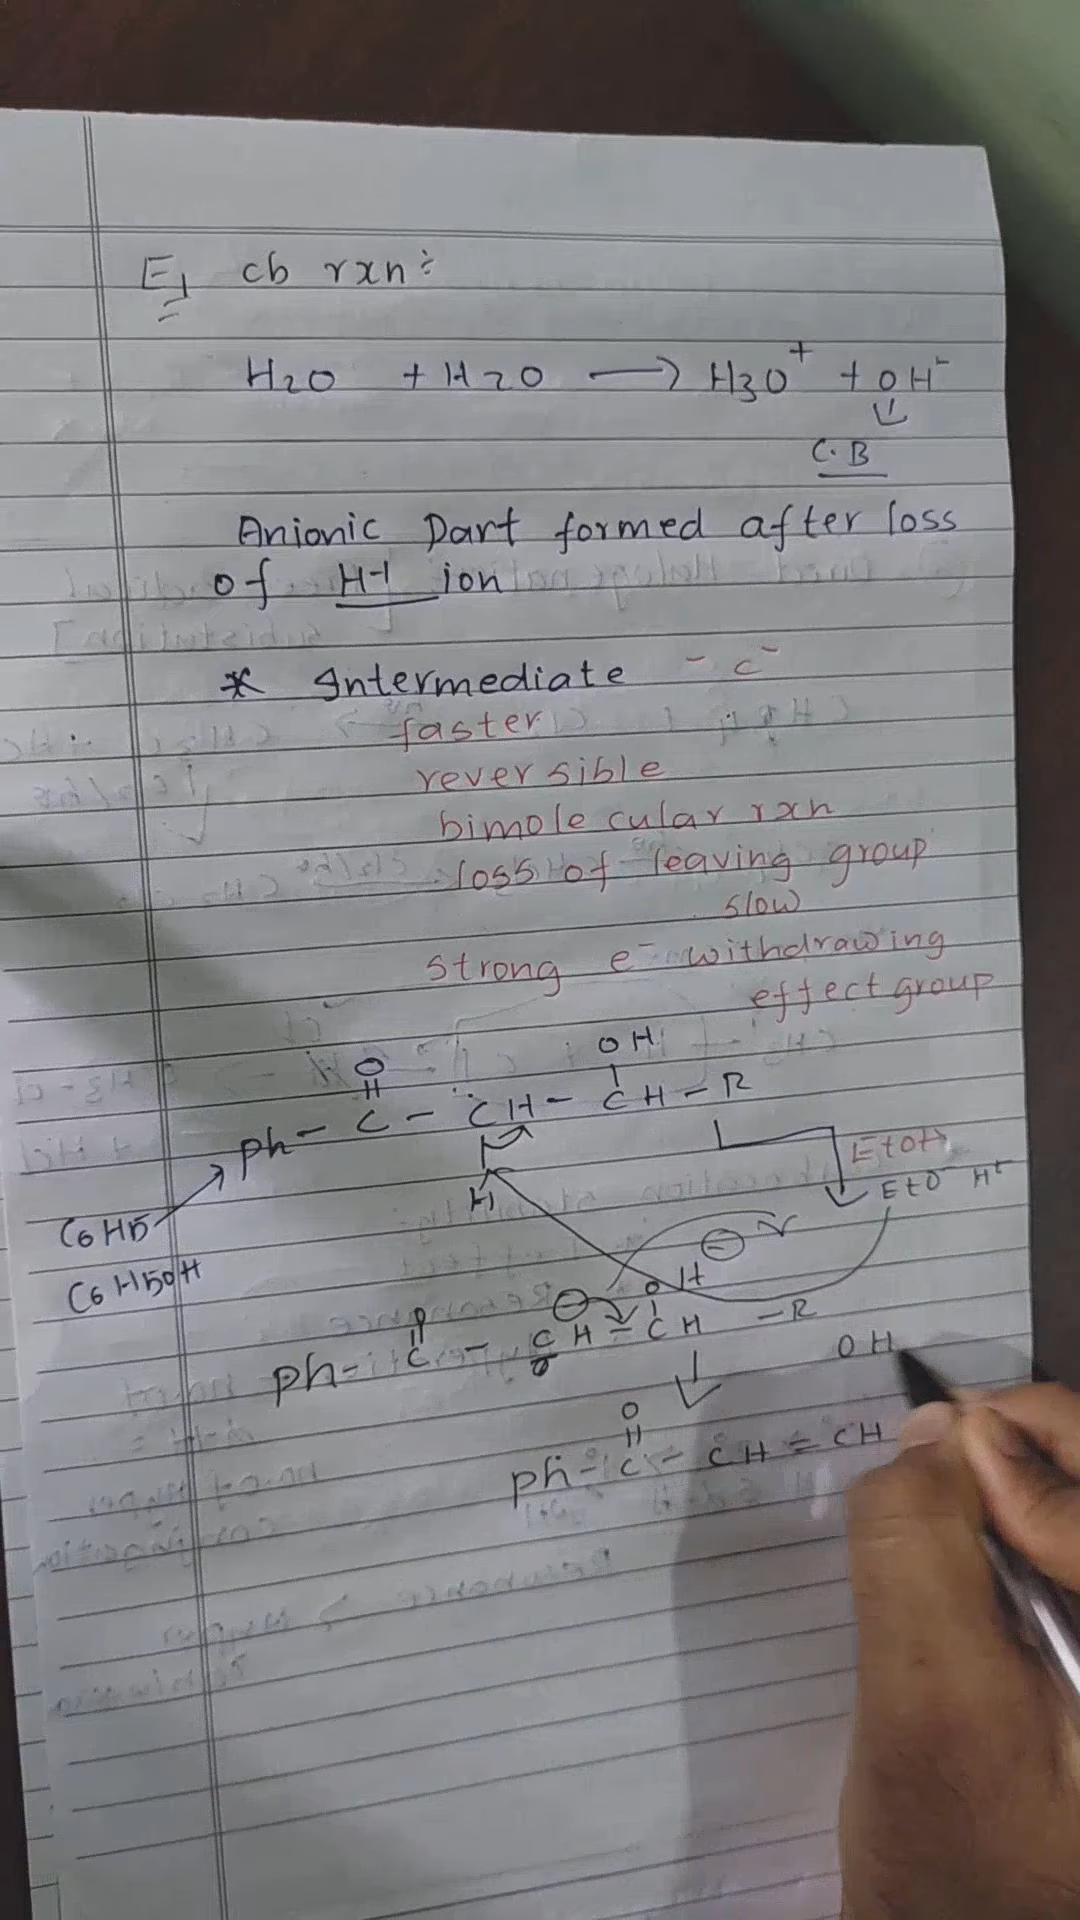 E1 cb rxn :
H2O + H2O → H3O+ + OH-
C.B
Anionic Part formed after loss
of H+ ion
* Intermediate - c-
faster
reversible
bimolecular rxn
loss of leaving group
slow
strong e- withdrawing
effect group
O OH
Ph - C - CH - CH - R
H
EtOH
EtO- H+
C6H5
C6H5OH
O ⊖ OH ⊖
Ph - C - CH - CH - R
OH
O
Ph - C - CH = CH